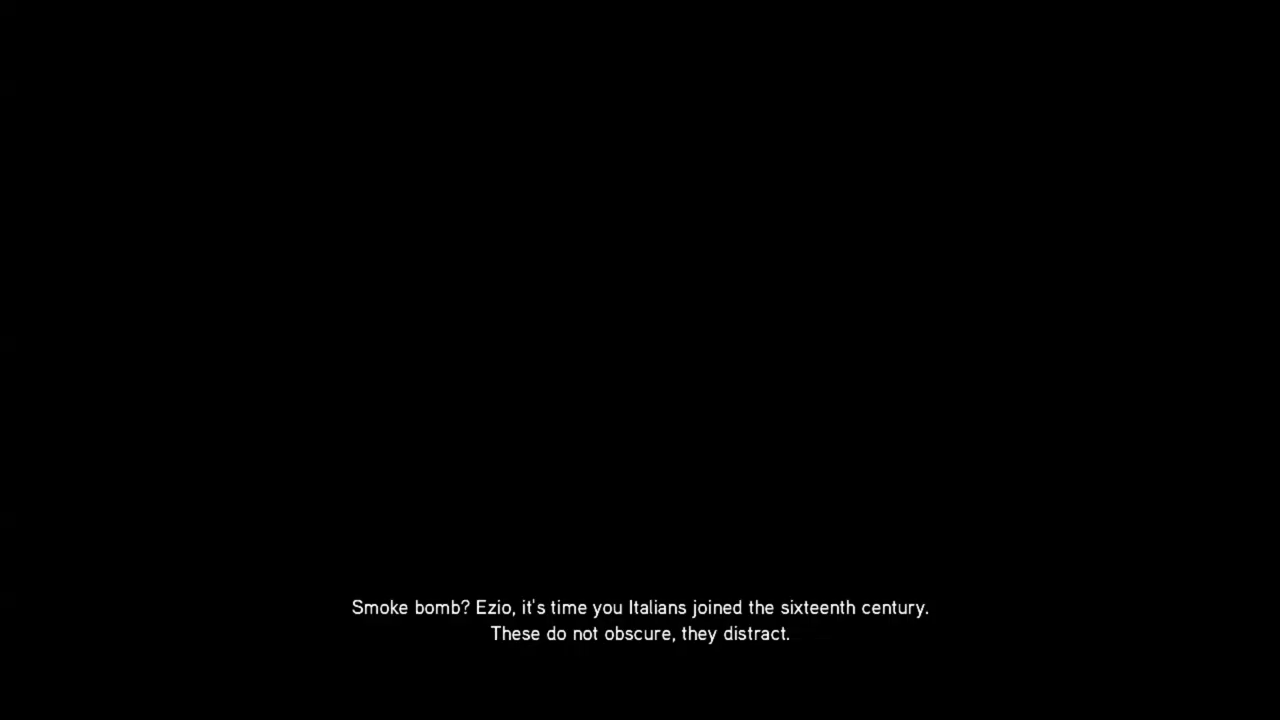 Smoke bomb? Ezio, it's time you Italians joined the sixteenth century.
These do not obscure, they distract.